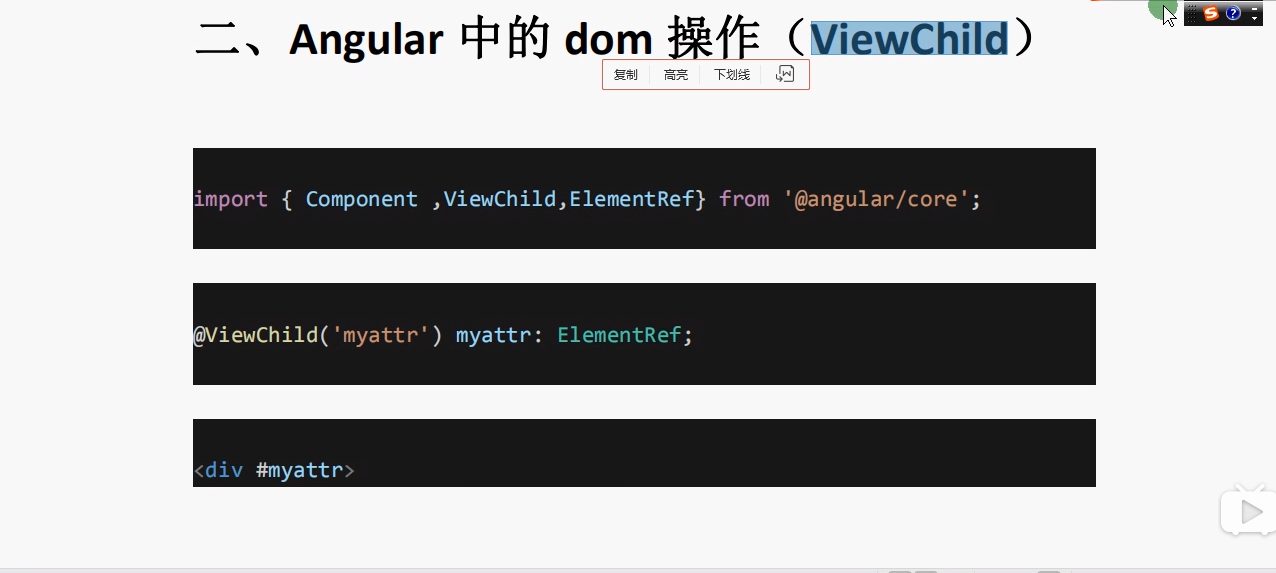 二、Angular 中的 dom 操作（ViewChild）
复制 高亮 下划线
import { Component ,ViewChild,ElementRef} from '@angular/core';
@ViewChild('myattr') myattr: ElementRef;
<div #myattr>